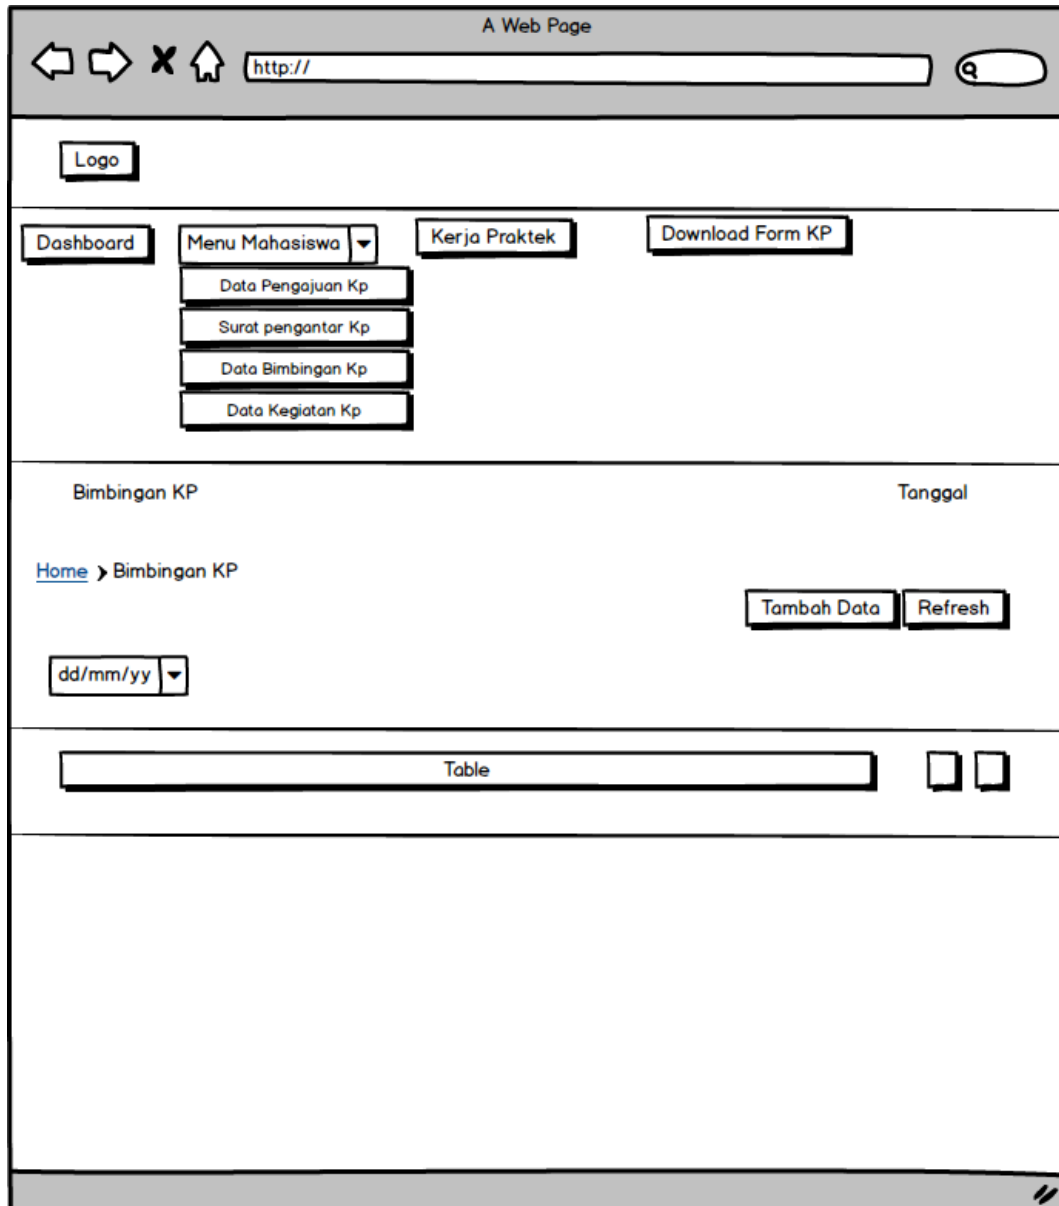 A Web Page
http://
Logo
Dashboard
Menu Mahasiswa
Kerja Praktek
Download Form KP
Data Pengajuan Kp
Surat pengantar Kp
Data Bimbingan Kp
Data Kegiatan Kp
Bimbingan KP
Tanggal
Home
Bimbingan KP
Tambah Data
Refresh
dd/mm/yy
Table